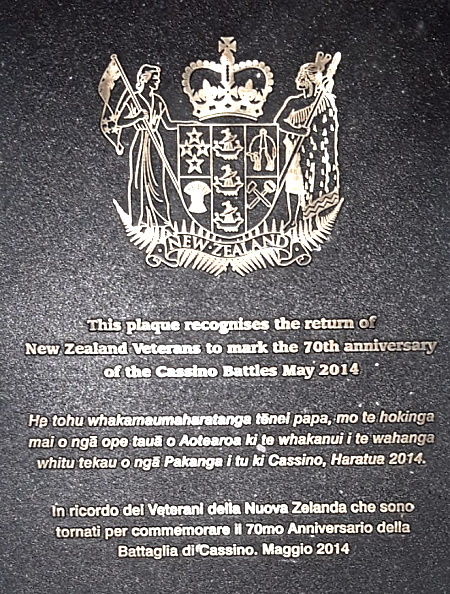 NEW·ZEALAND
This plaque recognises the return of
New Zealand Veterans to mark the 70th anniversary
of the Cassino Battles May 2014
He tohu whakamaumaharatanga tēnei papa, mo te hokinga
mai o ngā ope tauā o Aotearoa ki te whakanui i te wahanga
whitu tekau o ngā Pakanga i tu ki Cassino, Haratua 2014.
In ricordo dei Veterani della Nuova Zelanda che sono
tornati per commemorare il 70mo Anniversario della
Battaglia di Cassino. Maggio 2014